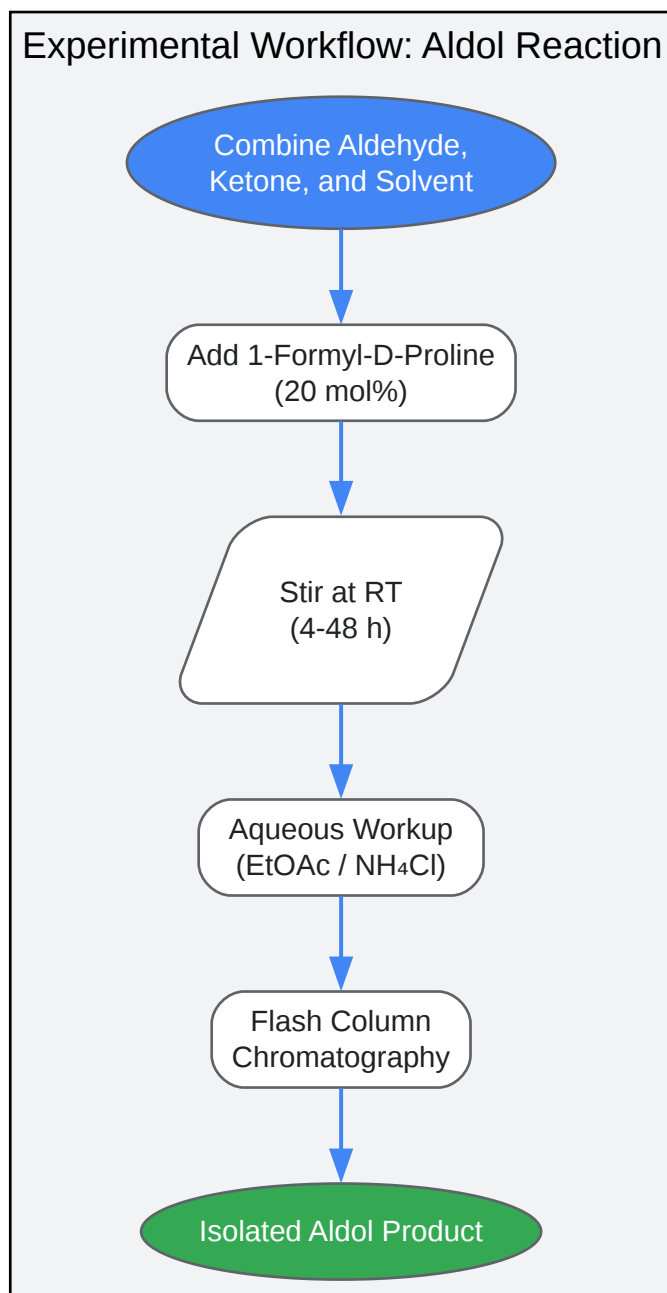 Experimental Workflow: Aldol Reaction
Combine Aldehyde,
Ketone, and Solvent
Add 1-Formyl-D-Proline
(20 mol%)
Stir at RT
(4-48 h)
Aqueous Workup
(EtOAc / NH₄Cl)
Flash Column
Chromatography
Isolated Aldol Product